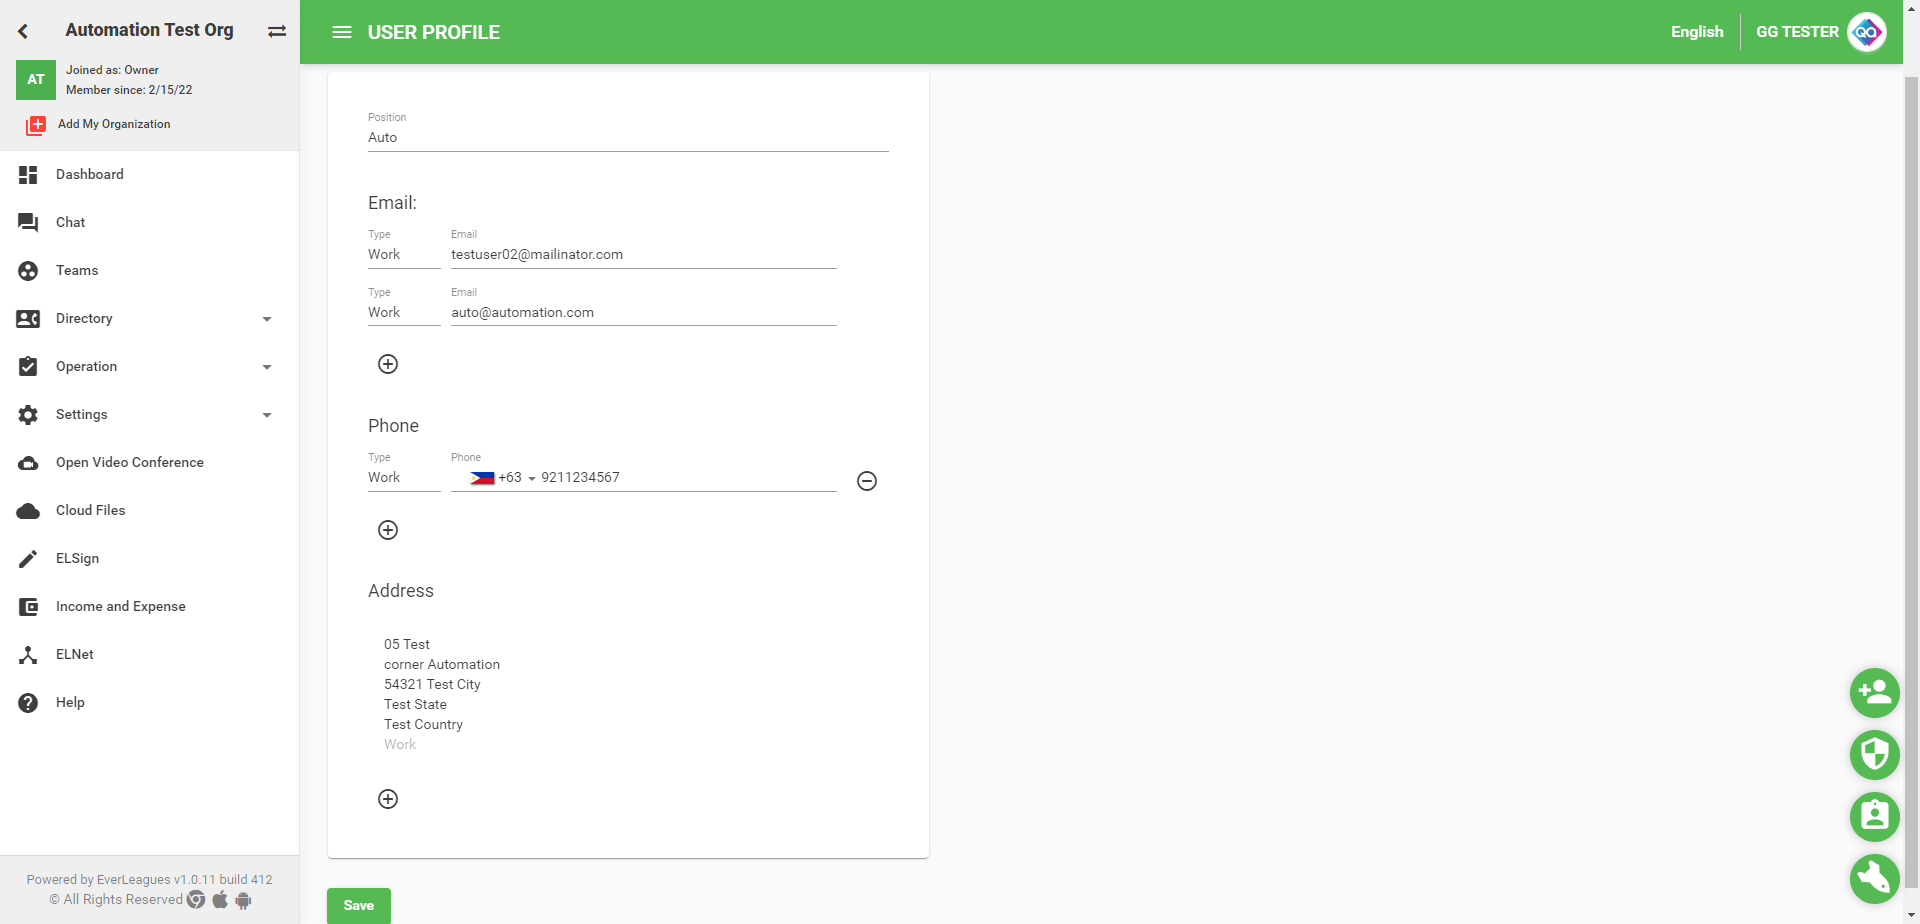 Automation Test Org
AT
Joined as: Owner
Member since: 2/15/22
Add My Organization
Dashboard
Chat
Teams
Directory
Operation
Settings
Open Video Conference
Cloud Files
ELSign
Income and Expense
ELNet
Help
Powered by EverLeagues v1.0.11 build 412
© All Rights Reserved
USER PROFILE
English
GG TESTER
QA
Position
Auto
Email:
Type Email
Work testuser02@mailinator.com
Type Email
Work auto@automation.com
Phone
Type Phone
Work +63 9211234567
Address
05 Test
corner Automation
54321 Test City
Test State
Test Country
Work
Save